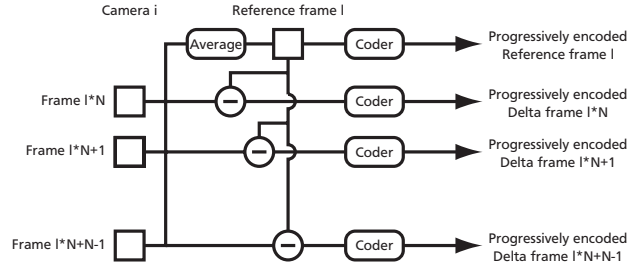 Camera i
Reference frame l
Average
Coder
Progressively encoded
Reference frame l
Frame l*N
Coder
Progressively encoded
Delta frame l*N
Frame l*N+1
Coder
Progressively encoded
Delta frame l*N+1
Frame l*N+N-1
Coder
Progressively encoded
Delta frame l*N+N-1